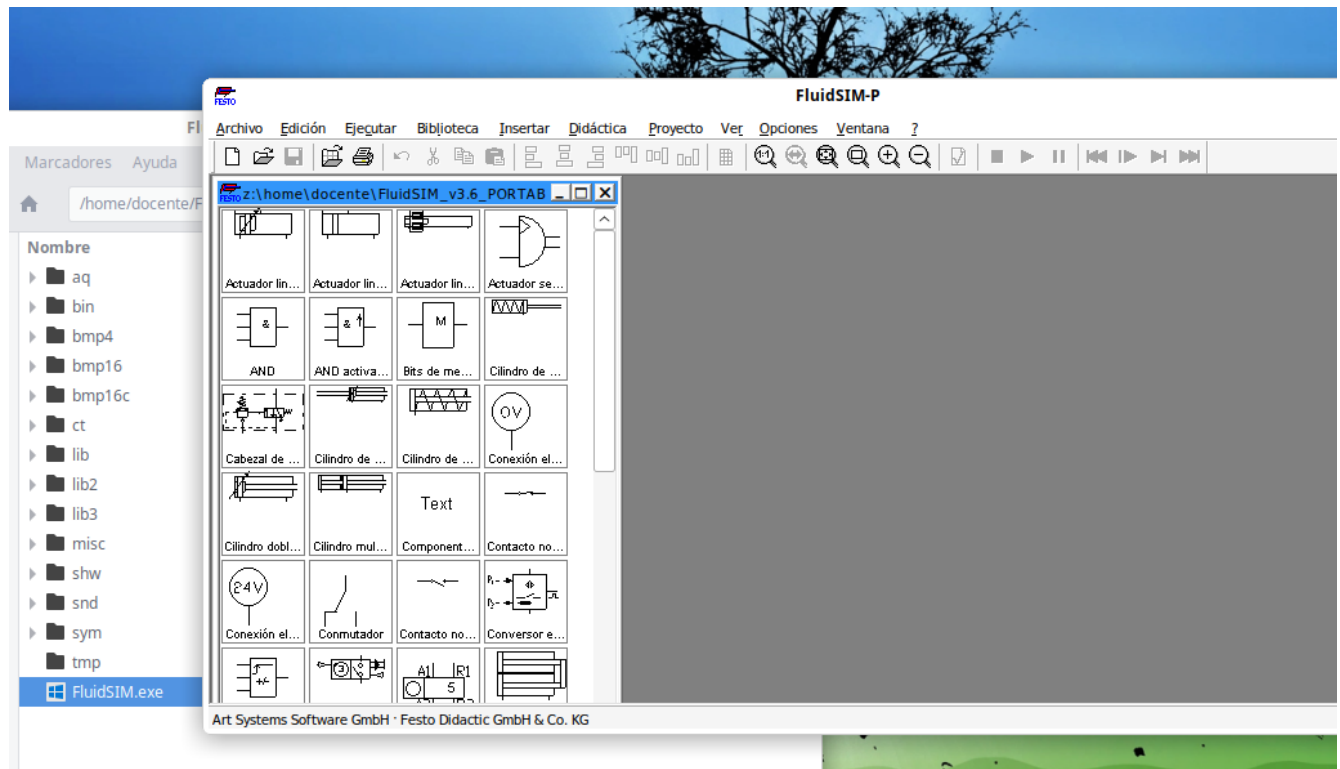 FESTO
FluidSIM-P
Fl
Archivo Edición Ejecutar Biblioteca Insertar Didáctica Proyecto Ver Opciones Ventana ?
Marcadores Ayuda
/home/docente/F
FESTO z:\home\docente\FluidSIM_v3.6_PORTAB
Nombre
aq
bin
bmp4
bmp16
bmp16c
ct
lib
lib2
lib3
misc
shw
snd
sym
tmp
FluidSIM.exe
Actuador lin... Actuador lin... Actuador lin... Actuador se...
& & M
AND AND activa... Bits de me... Cilindro de ...
0V
Cabezal de ... Cilindro de ... Cilindro de ... Conexión el...
Text
Cilindro dobl... Cilindro mul... Component... Contacto no...
24V
Conexión el... Conmutador Contacto no... Conversor e...
+/- 3 A1 R1
5
Art Systems Software GmbH · Festo Didactic GmbH & Co. KG